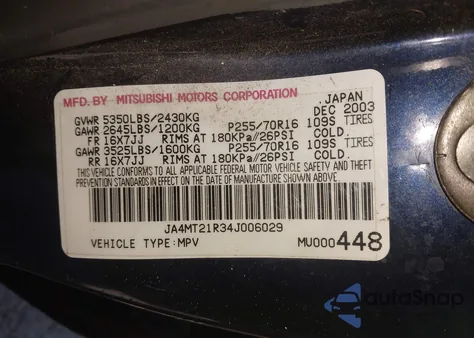 MFD. BY MITSUBISHI MOTORS CORPORATION
JAPAN
GVWR 5350LBS/2430KG DEC 2003
GAWR 2645LBS/1200KG P255/70R16 109S TIRES
FR 16X7JJ RIMS AT 180KPa//26PSI COLD.
GAWR 3525LBS/1600KG P255/70R16 109S TIRES
RR 16X7JJ RIMS AT 180KPa//26PSI COLD.
THIS VEHICLE CONFORMS TO ALL APPLICABLE FEDERAL MOTOR VEHICLE SAFETY AND
THEFT PREVENTION STANDARDS IN EFFECT ON THE DATE OF MANUFACTURE SHOWN ABOVE.
JA4MT21R34J006029
VEHICLE TYPE:MPV MU000448
AutoSnap